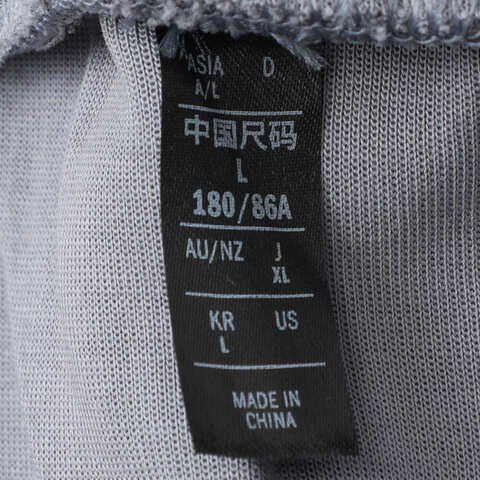 ASIA D
A/L
中国尺码
L
180/86A
AU/NZ J
XL
KR US
L
MADE IN
CHINA